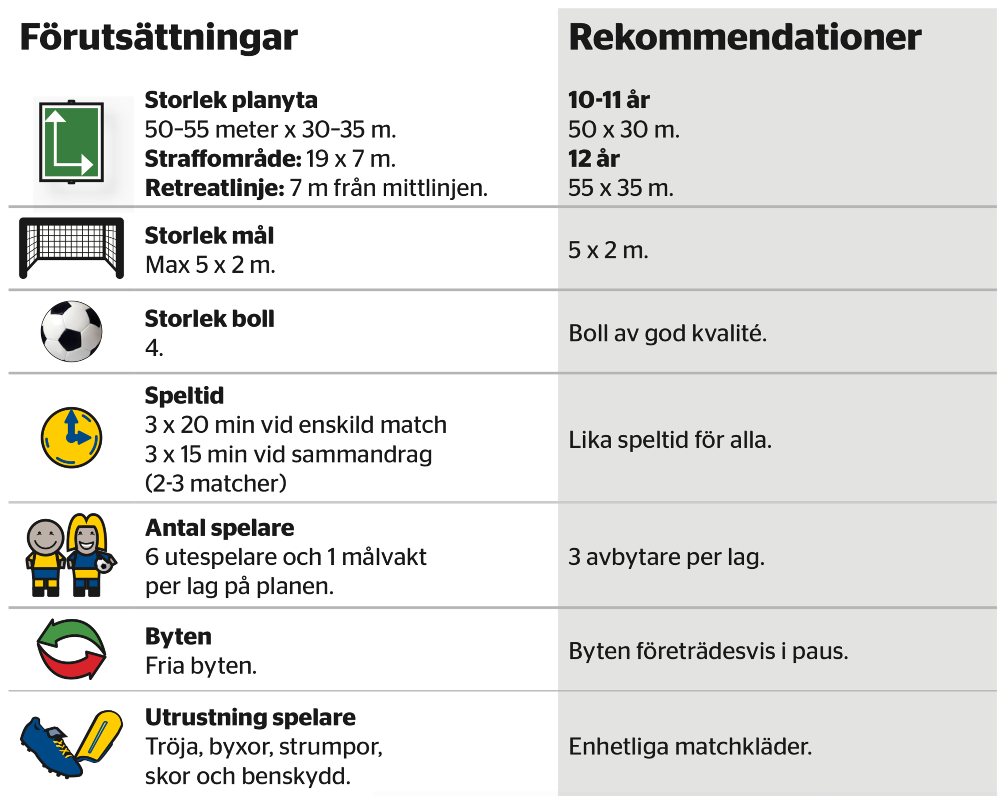 Förutsättningar
Rekommendationer
Storlek planyta
50–55 meter x 30–35 m.
Straffområde: 19 x 7 m.
Retreatlinje: 7 m från mittlinjen.
10-11 år
50 x 30 m.
12 år
55 x 35 m.
Storlek mål
Max 5 x 2 m.
5 x 2 m.
Storlek boll
4.
Boll av god kvalité.
Speltid
3 x 20 min vid enskild match
3 x 15 min vid sammandrag
(2-3 matcher)
Lika speltid för alla.
Antal spelare
6 utespelare och 1 målvakt
per lag på planen.
3 avbytare per lag.
Byten
Fria byten.
Byten företrädesvis i paus.
Utrustning spelare
Tröja, byxor, strumpor,
skor och benskydd.
Enhetliga matchkläder.